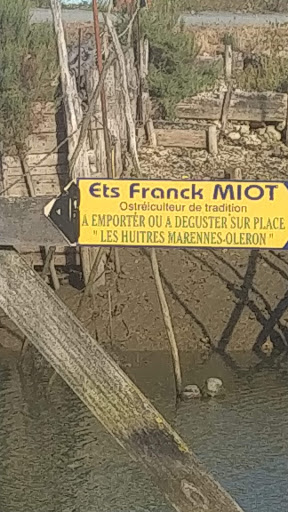 Ets Franck MIOT
Ostréiculteur de tradition
A EMPORTER OU A DEGUSTER SUR PLACE
" LES HUITRES MARENNES-OLERON "